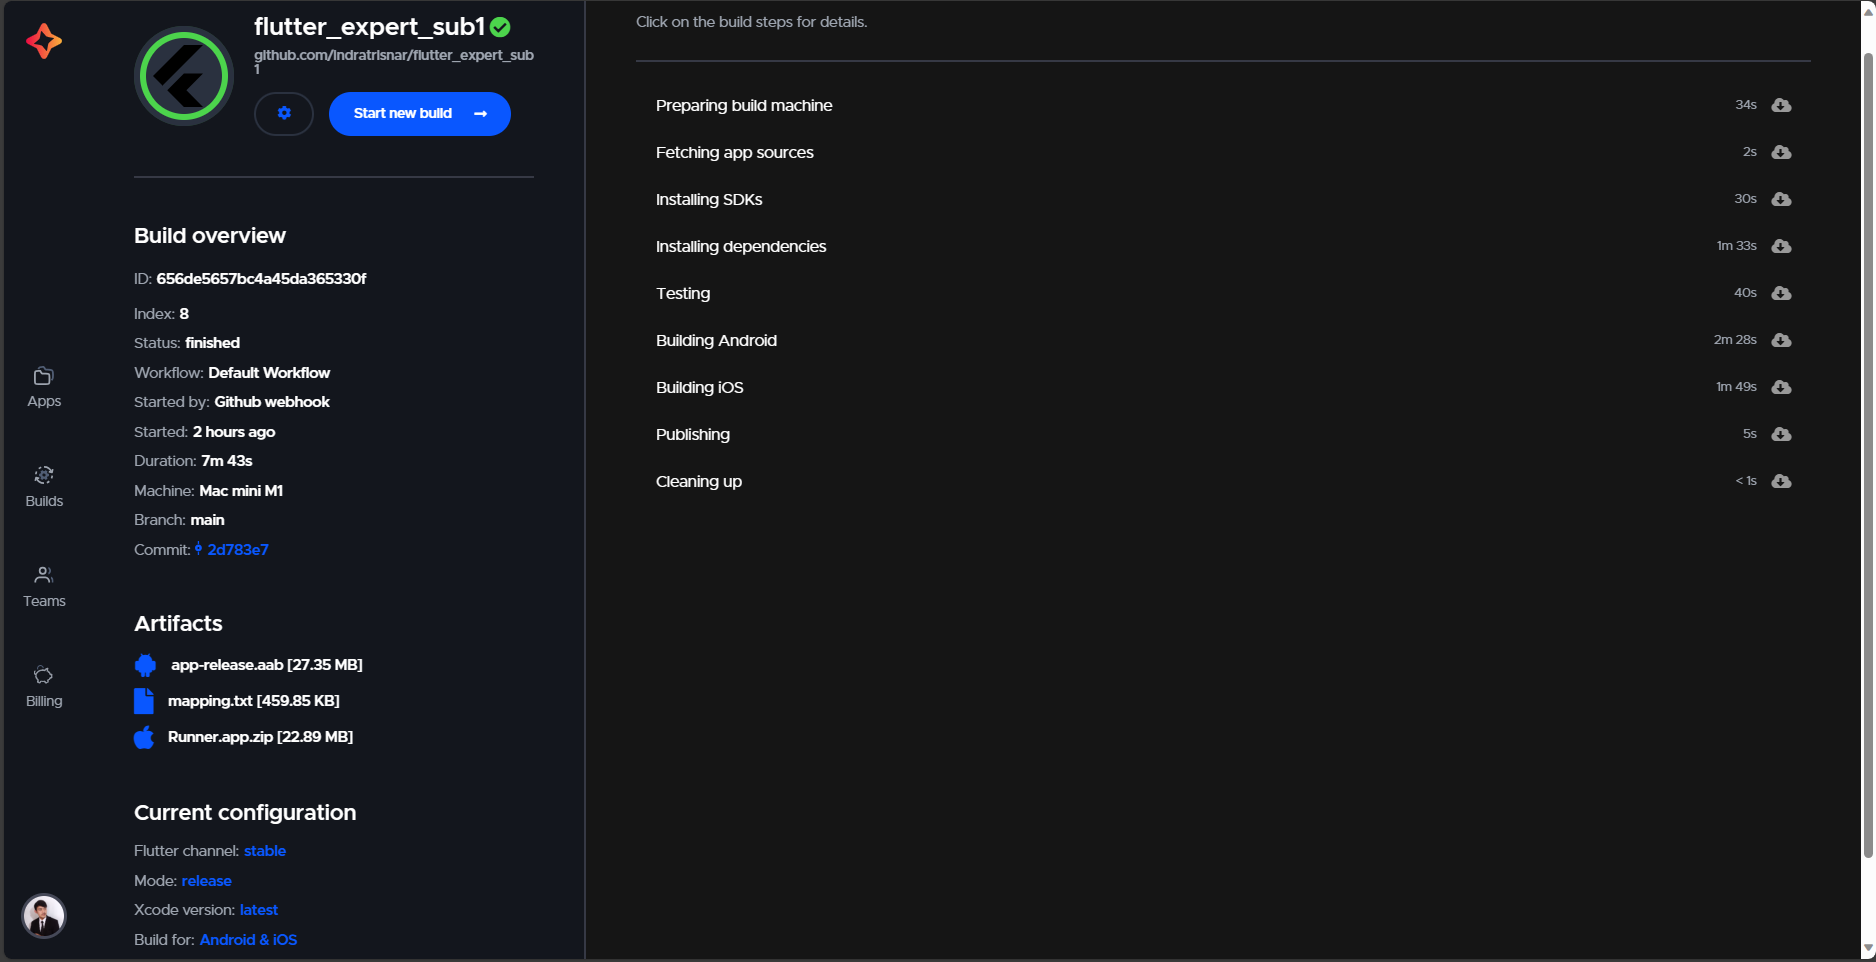 flutter_expert_sub1
github.com/indratrisnar/flutter_expert_sub
1
Start new build
Build overview
ID: 656de5657bc4a45da365330f
Index: 8
Status: finished
Workflow: Default Workflow
Started by: Github webhook
Started: 2 hours ago
Duration: 7m 43s
Machine: Mac mini M1
Branch: main
Commit: 2d783e7
Artifacts
app-release.aab [27.35 MB]
mapping.txt [459.85 KB]
Runner.app.zip [22.89 MB]
Current configuration
Flutter channel: stable
Mode: release
Xcode version: latest
Build for: Android & iOS
Apps
Builds
Teams
Billing
Click on the build steps for details.
Preparing build machine 34s
Fetching app sources 2s
Installing SDKs 30s
Installing dependencies 1m 33s
Testing 40s
Building Android 2m 28s
Building iOS 1m 49s
Publishing 5s
Cleaning up < 1s